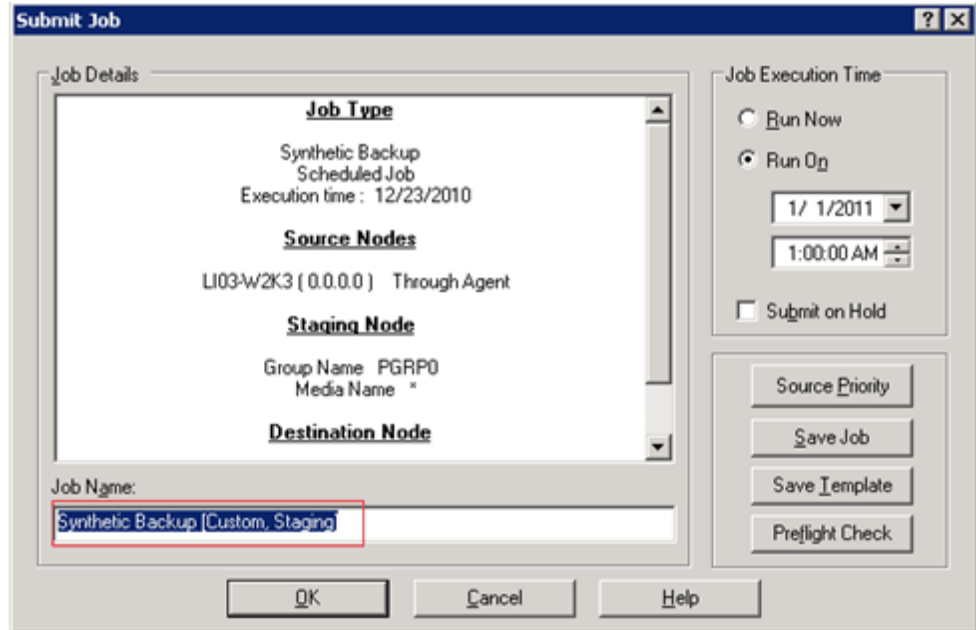 Submit Job
Job Details
Job Type
Synthetic Backup
Scheduled Job
Execution time : 12/23/2010
Source Nodes
LI03-W2K3 ( 0.0.0.0 ) Through Agent
Staging Node
Group Name PGRP0
Media Name *
Destination Node
Job Name:
Synthetic Backup [Custom, Staging]
Job Execution Time
Run Now
Run On
1/ 1/2011
1:00:00 AM
Submit on Hold
Source Priority
Save Job
Save Template
Preflight Check
OK
Cancel
Help